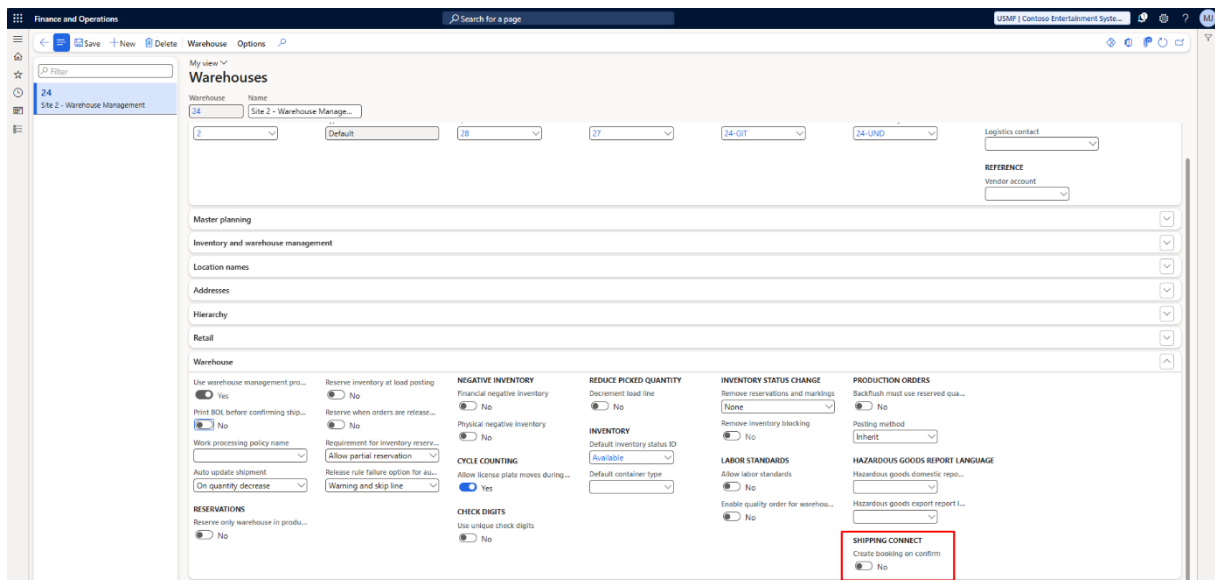 Finance and Operations
Search for a page
USMF | Contoso Entertainment Syste...
MJ
Save New Delete Warehouse Options
Filter
24
Site 2 - Warehouse Management
My view
Warehouses
Warehouse Name
24 Site 2 - Warehouse Manage...
2 Default 28 27 24-GIT 24-UND
Logistics contact
REFERENCE
Vendor account
Master planning
Inventory and warehouse management
Location names
Addresses
Hierarchy
Retail
Warehouse
Use warehouse management pro...
Yes
Print BOL before confirming ship...
No
Work processing policy name
Auto update shipment
On quantity decrease
RESERVATIONS
Reserve only warehouse in produ...
No
Reserve inventory at load posting
No
Reserve when orders are release...
No
Requirement for inventory reserv...
Allow partial reservation
Release rule failure option for au...
Warning and skip line
NEGATIVE INVENTORY
Financial negative inventory
No
Physical negative inventory
No
CYCLE COUNTING
Allow license plate moves during...
Yes
CHECK DIGITS
Use unique check digits
No
REDUCE PICKED QUANTITY
Decrement load line
No
INVENTORY
Default inventory status ID
Available
Default container type
INVENTORY STATUS CHANGE
Remove reservations and markings
None
Remove inventory blocking
No
LABOR STANDARDS
Allow labor standards
No
Enable quality order for warehou...
No
PRODUCTION ORDERS
Backflush must use reserved qua...
No
Posting method
Inherit
HAZARDOUS GOODS REPORT LANGUAGE
Hazardous goods domestic repo...
Hazardous goods export report l...
SHIPPING CONNECT
Create booking on confirm
No